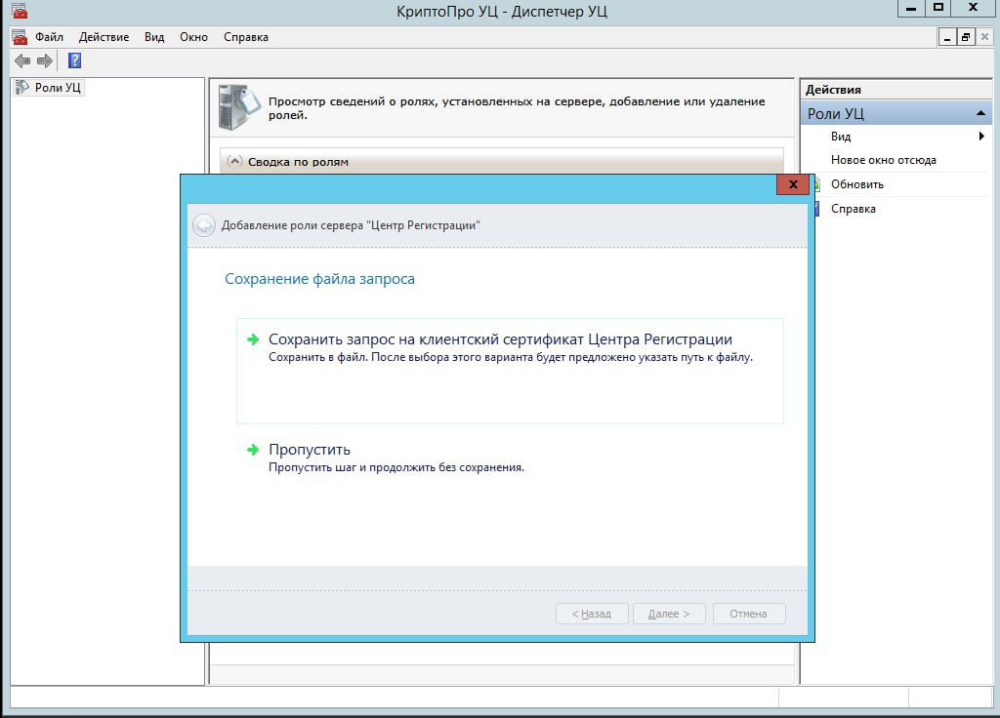 КриптоПро УЦ - Диспетчер УЦ
Файл Действие Вид Окно Справка
Роли УЦ
Просмотр сведений о ролях, установленных на сервере, добавление или удаление
ролей.
Сводка по ролям
Действия
Роли УЦ
Вид
Новое окно отсюда
Обновить
Справка
Добавление роли сервера "Центр Регистрации"
Сохранение файла запроса
Сохранить запрос на клиентский сертификат Центра Регистрации
Сохранить в файл. После выбора этого варианта будет предложено указать путь к файлу.
Пропустить
Пропустить шаг и продолжить без сохранения.
< Назад Далее > Отмена